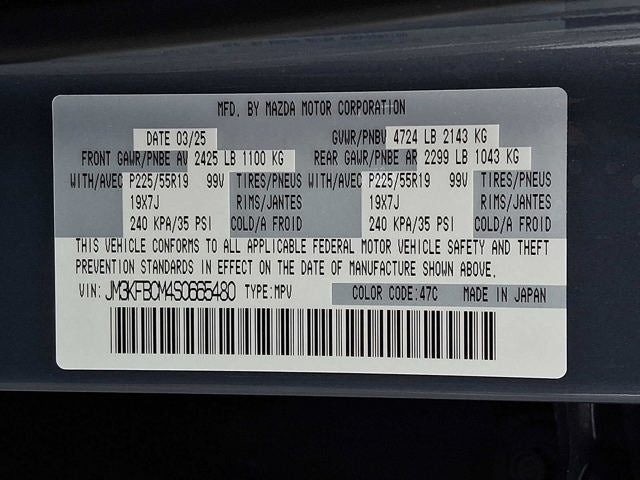 MFD. BY MAZDA MOTOR CORPORATION
DATE 03/25 GVWR/PNBV 4724 LB 2143 KG
FRONT GAWR/PNBE AV 2425 LB 1100 KG REAR GAWR/PNBE AR 2299 LB 1043 KG
WITH/AVEC P225/55R19 99V TIRES/PNEUS WITH/AVEC P225/55R19 99V TIRES/PNEUS
19X7J RIMS/JANTES 19X7J RIMS/JANTES
240 KPA/35 PSI COLD/A FROID 240 KPA/35 PSI COLD/A FROID
THIS VEHICLE CONFORMS TO ALL APPLICABLE FEDERAL MOTOR VEHICLE SAFETY AND THEFT
PREVENTION STANDARDS IN EFFECT ON THE DATE OF MANUFACTURE SHOWN ABOVE.
VIN: JM3KFBCM4S0665480 TYPE:MPV COLOR CODE:47C MADE IN JAPAN